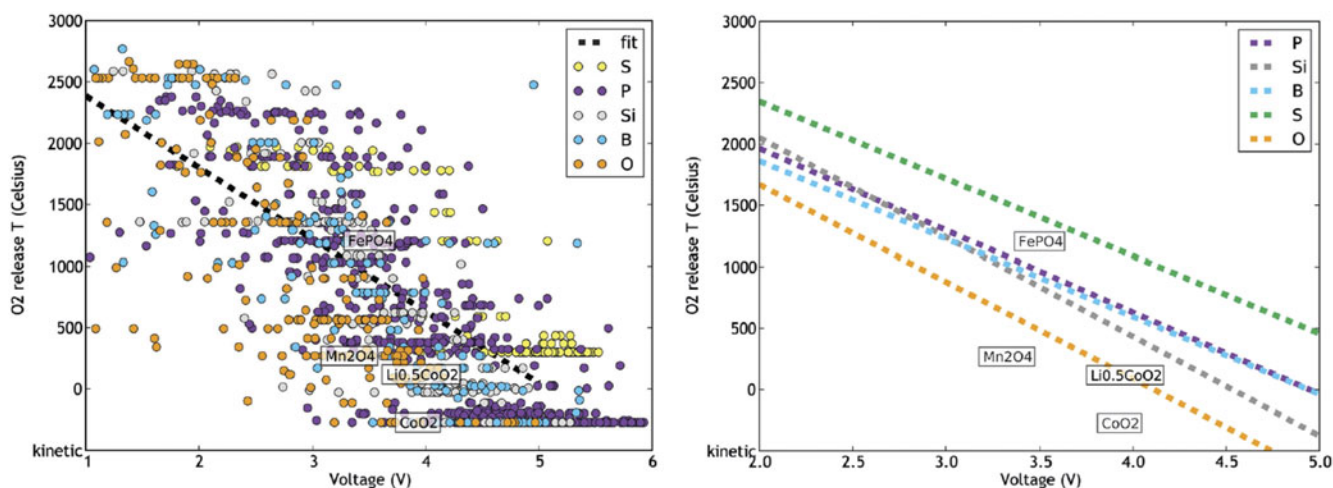 3000
2500
2000
1500
1000
500
0
kinetic
O2 release T (Celsius)
1 2 3 4 5 6
Voltage (V)
fit
S
P
Si
B
O
FePO4
Mn2O4
Li0.5CoO2
CoO2
3000
2500
2000
1500
1000
500
0
kinetic
O2 release T (Celsius)
2.0 2.5 3.0 3.5 4.0 4.5 5.0
Voltage (V)
P
Si
B
S
O
FePO4
Mn2O4
Li0.5CoO2
CoO2